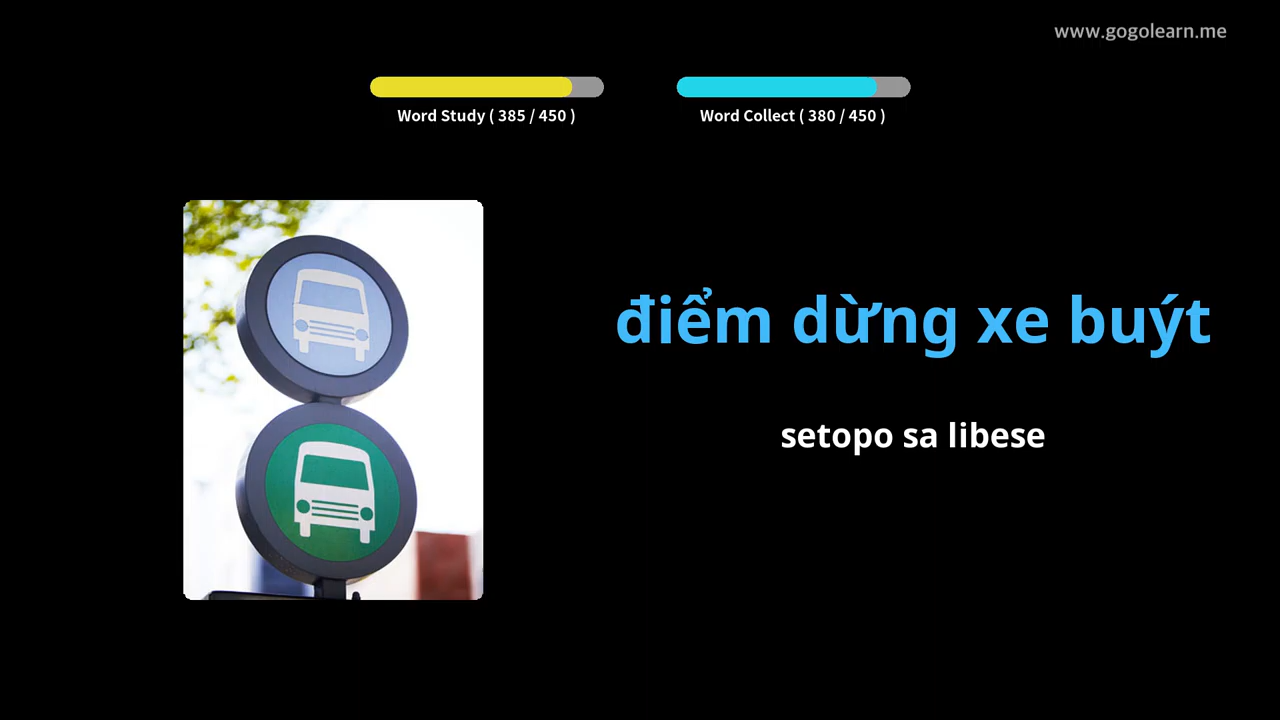 www.gogolearn.me
Word Study ( 385 / 450 )
Word Collect ( 380 / 450 )
điểm dừng xe buýt
setopo sa libese